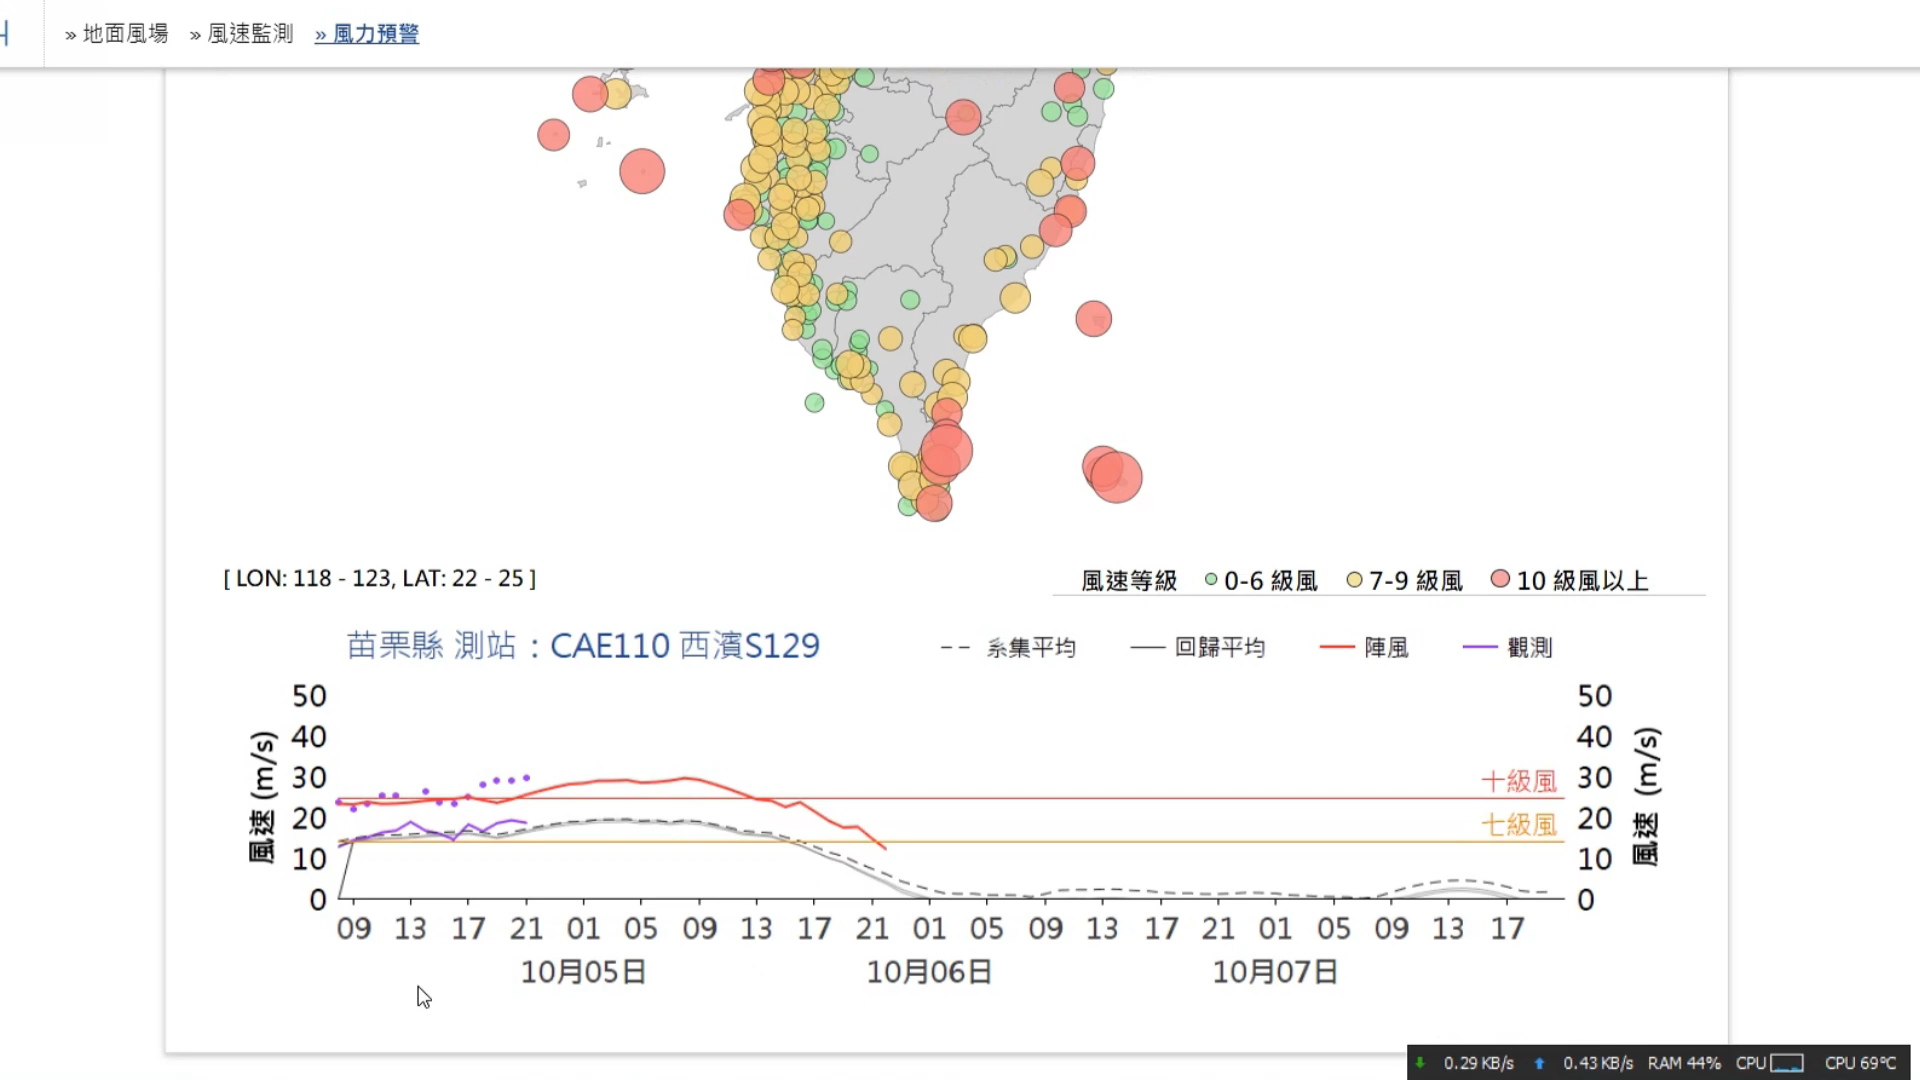 » 地面風場 » 風速監測 » 風力預警
[ LON: 118 - 123, LAT: 22 - 25 ]
風速等級 0-6 級風 7-9 級風 10 級風以上
苗栗縣 測站：CAE110 西濱S129
系集平均 回歸平均 陣風 觀測
風速 (m/s)
50
40
30
20
10
0
十級風
七級風
50
40
30
20
10
0
風速 (m/s)
09 13 17 21 01 05 09 13 17 21 01 05 09 13 17 21 01 05 09 13 17
10月05日 10月06日 10月07日
0.29 KB/s 0.43 KB/s RAM 44% CPU CPU 69°C